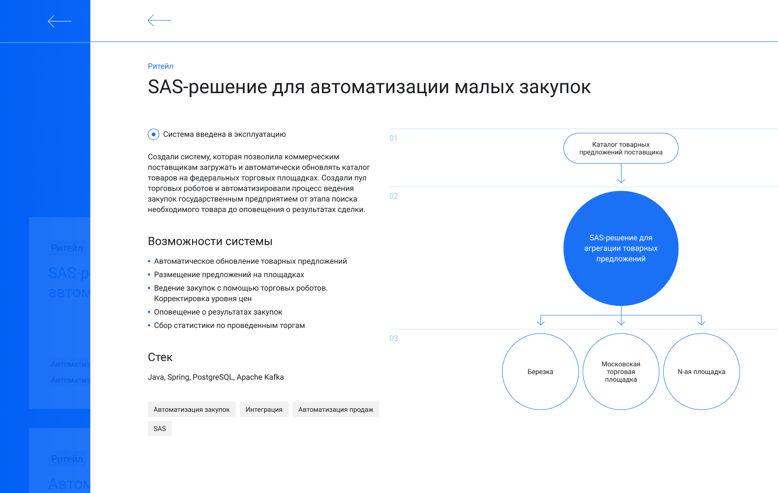 Ритейл
SAS-решение для автоматизации малых закупок
Система введена в эксплуатацию
Создали систему, которая позволила коммерческим
поставщикам загружать и автоматически обновлять каталог
товаров на федеральных торговых площадках. Создали пул
торговых роботов и автоматизировали процесс ведения
закупок государственным предприятием от этапа поиска
необходимого товара до оповещения о результатах сделки.
Возможности системы
Автоматическое обновление товарных предложений
Размещение предложений на площадках
Ведение закупок с помощью торговых роботов.
Корректировка уровня цен
Оповещение о результатах закупок
Сбор статистики по проведенным торгам
Стек
Java, Spring, PostgreSQL, Apache Kafka
Автоматизация закупок
Интеграция
Автоматизация продаж
SAS
01
Каталог товарных
предложений поставщика
02
SAS-решение для
агрегации товарных
предложений
03
Березка
Московская
торговая
площадка
N-ая площадка
Ритейл
SAS-р
автом
Автоматиз
Автоматиз
Ритейл
Автом